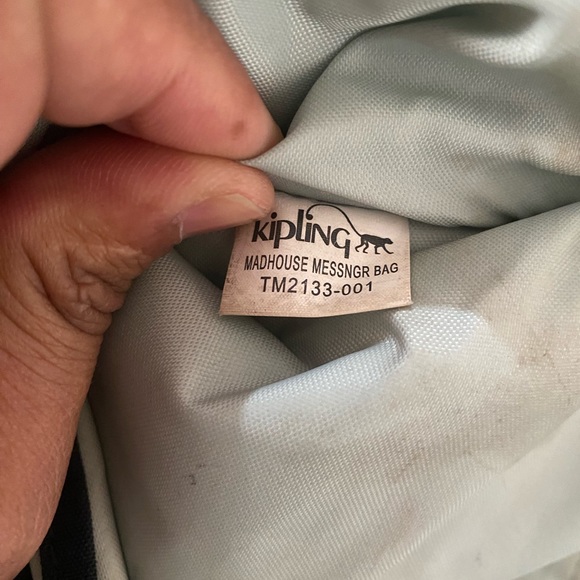 kipling
MADHOUSE MESSNGR BAG
TM2133-001